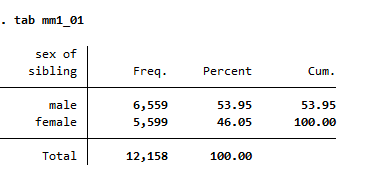 . tab mm1_01
sex of
sibling Freq. Percent Cum.
male 6,559 53.95 53.95
female 5,599 46.05 100.00
Total 12,158 100.00